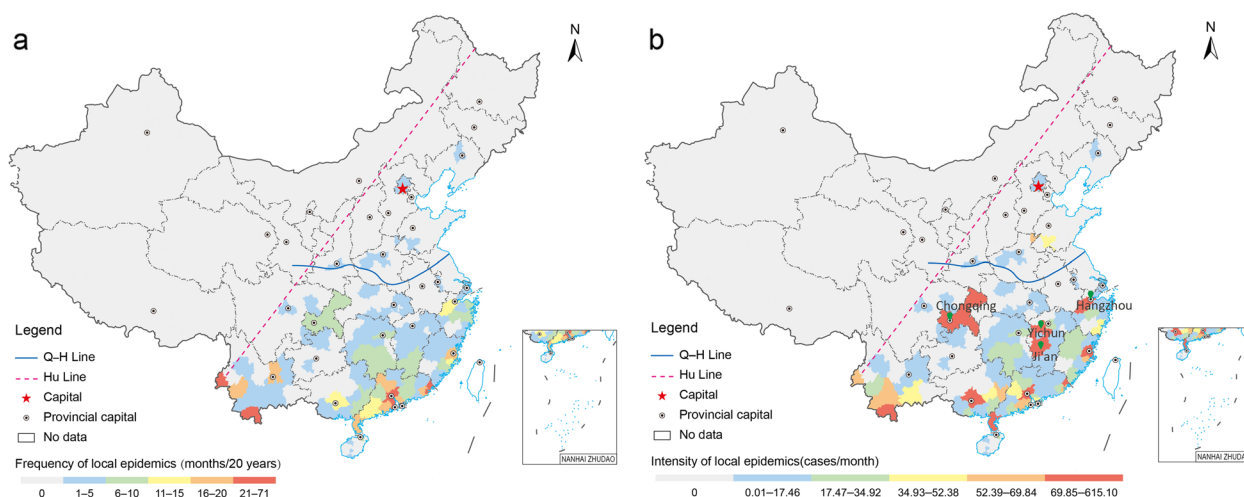 a
N
Legend
Q–H Line
Hu Line
Capital
Provincial capital
No data
NANHAI ZHUDAO
Frequency of local epidemics (months/20 years)
0 1–5 6–10 11–15 16–20 21–71
b
N
Chongqing
Hangzhou
Yichun
Ji'an
Legend
Q–H Line
Hu Line
Capital
Provincial capital
No data
NANHAI ZHUDAO
Intensity of local epidemics(cases/month)
0 0.01–17.46 17.47–34.92 34.93–52.38 52.39–69.84 69.85–615.10